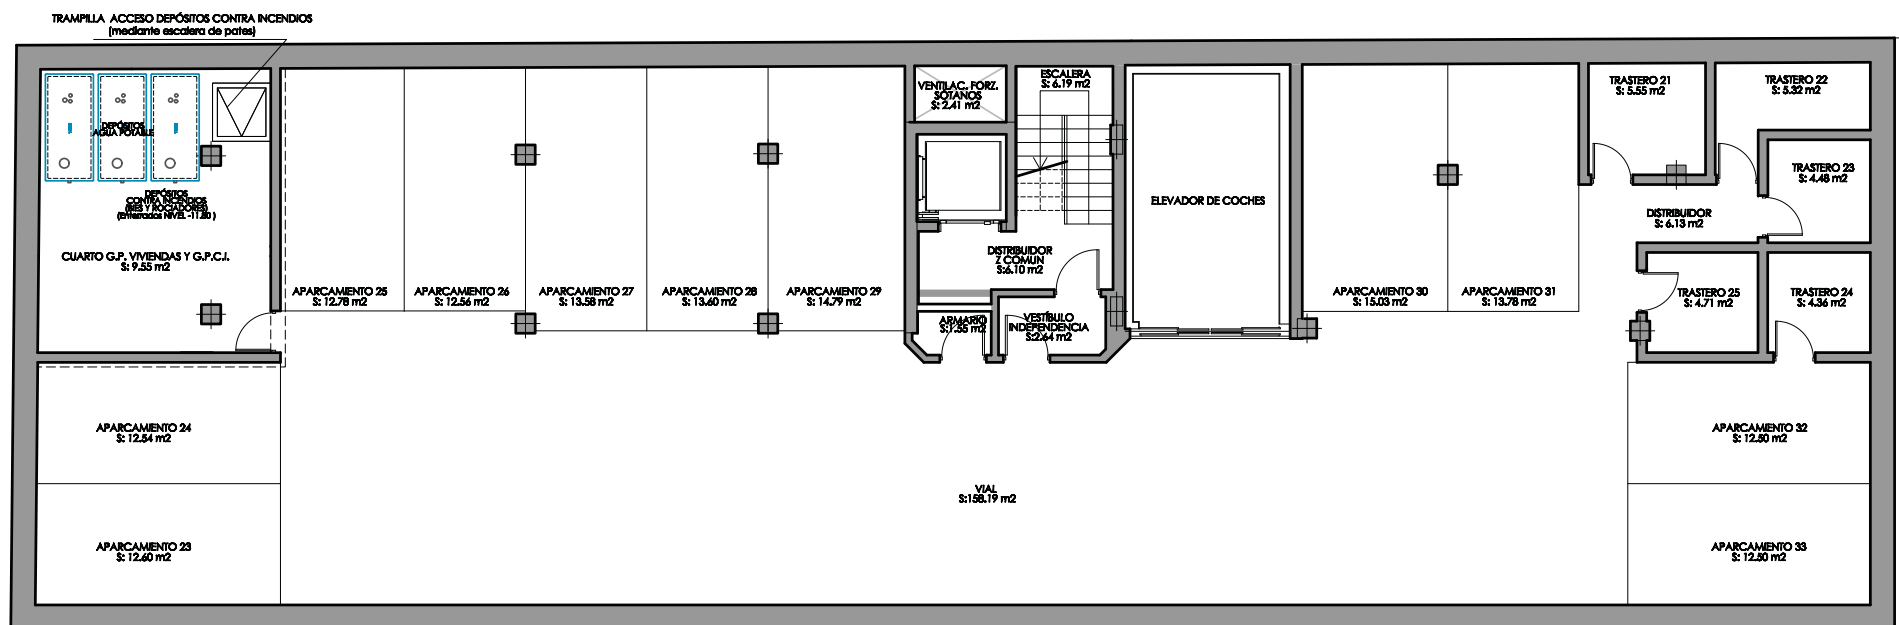 TRAMPILLA ACCESO DEPÓSITOS CONTRA INCENDIOS
(mediante escalera de pates)
DEPÓSITOS
AGUA POTABLE
DEPÓSITOS
CONTRA INCENDIOS
(BIES Y ROCIADORES)
(Enterrados NIVEL -11.80 )
CUARTO G.P. VIVIENDAS Y G.P.C.I.
S: 9.55 m2
APARCAMIENTO 25
S: 12.78 m2
APARCAMIENTO 26
S: 12.56 m2
APARCAMIENTO 27
S: 13.58 m2
APARCAMIENTO 28
S: 13.60 m2
APARCAMIENTO 29
S: 14.79 m2
VENTILAC. FORZ.
SÓTANOS
S: 2.41 m2
ESCALERA
S: 6.19 m2
DISTRIBUIDOR
Z COMUN
S:6.10 m2
ARMARIO
S:1.55 m2
VESTÍBULO
INDEPENDENCIA
S:2.64 m2
ELEVADOR DE COCHES
APARCAMIENTO 30
S: 15.03 m2
APARCAMIENTO 31
S: 13.78 m2
TRASTERO 21
S: 5.55 m2
TRASTERO 22
S: 5.32 m2
TRASTERO 23
S: 4.48 m2
DISTRIBUIDOR
S: 6.13 m2
TRASTERO 25
S: 4.71 m2
TRASTERO 24
S: 4.36 m2
APARCAMIENTO 24
S: 12.54 m2
APARCAMIENTO 32
S: 12.50 m2
VIAL
S:158.19 m2
APARCAMIENTO 23
S: 12.60 m2
APARCAMIENTO 33
S: 12.50 m2